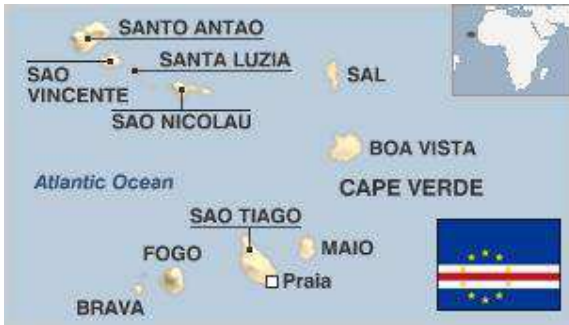 SANTO ANTAO
SANTA LUZIA
SAO
VINCENTE
SAO NICOLAU
SAL
BOA VISTA
Atlantic Ocean
CAPE VERDE
SAO TIAGO
MAIO
FOGO
Praia
BRAVA